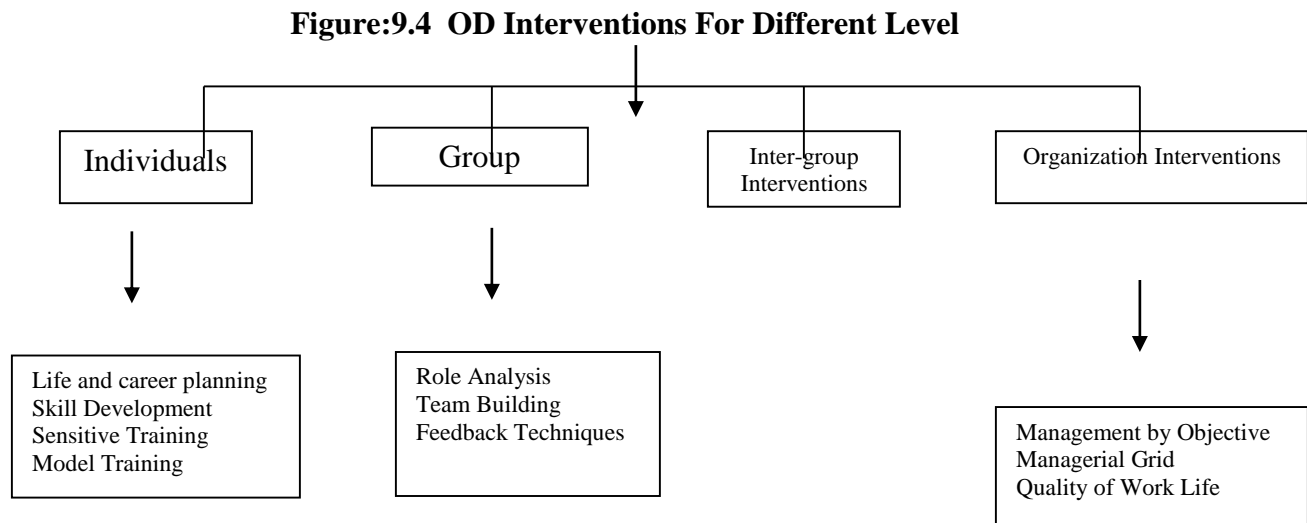 Figure:9.4 OD Interventions For Different Level
Individuals
Group
Inter-group
Interventions
Organization Interventions
Life and career planning
Skill Development
Sensitive Training
Model Training
Role Analysis
Team Building
Feedback Techniques
Management by Objective
Managerial Grid
Quality of Work Life